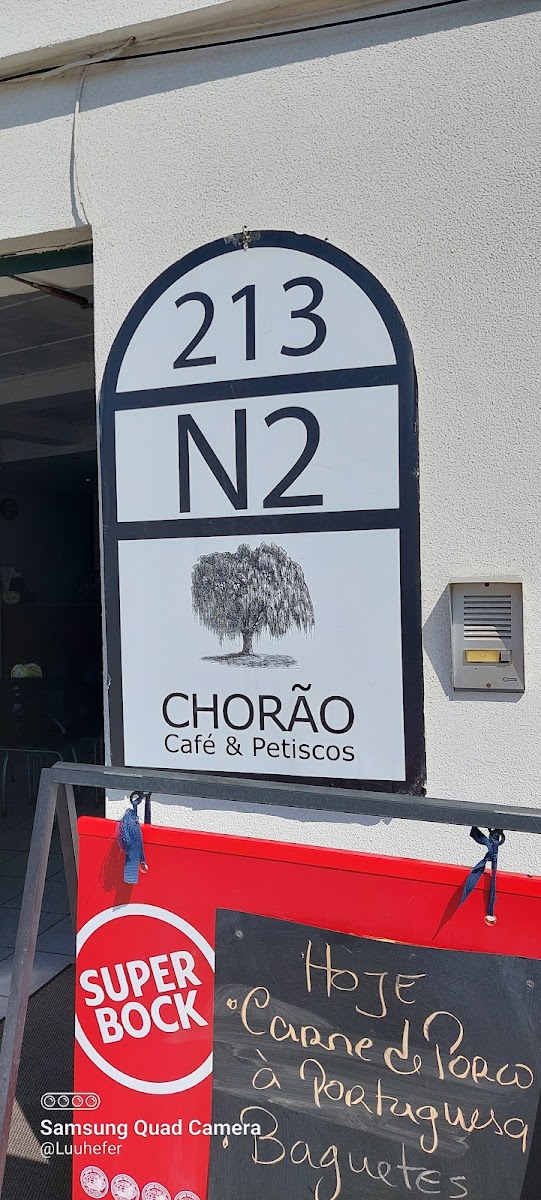 213
N2
CHORÃO
Café & Petiscos
SUPER
BOCK
HOJE
• Carne de Porco
à Portuguesa
• Baguetes
Samsung Quad Camera
@Luuhefer